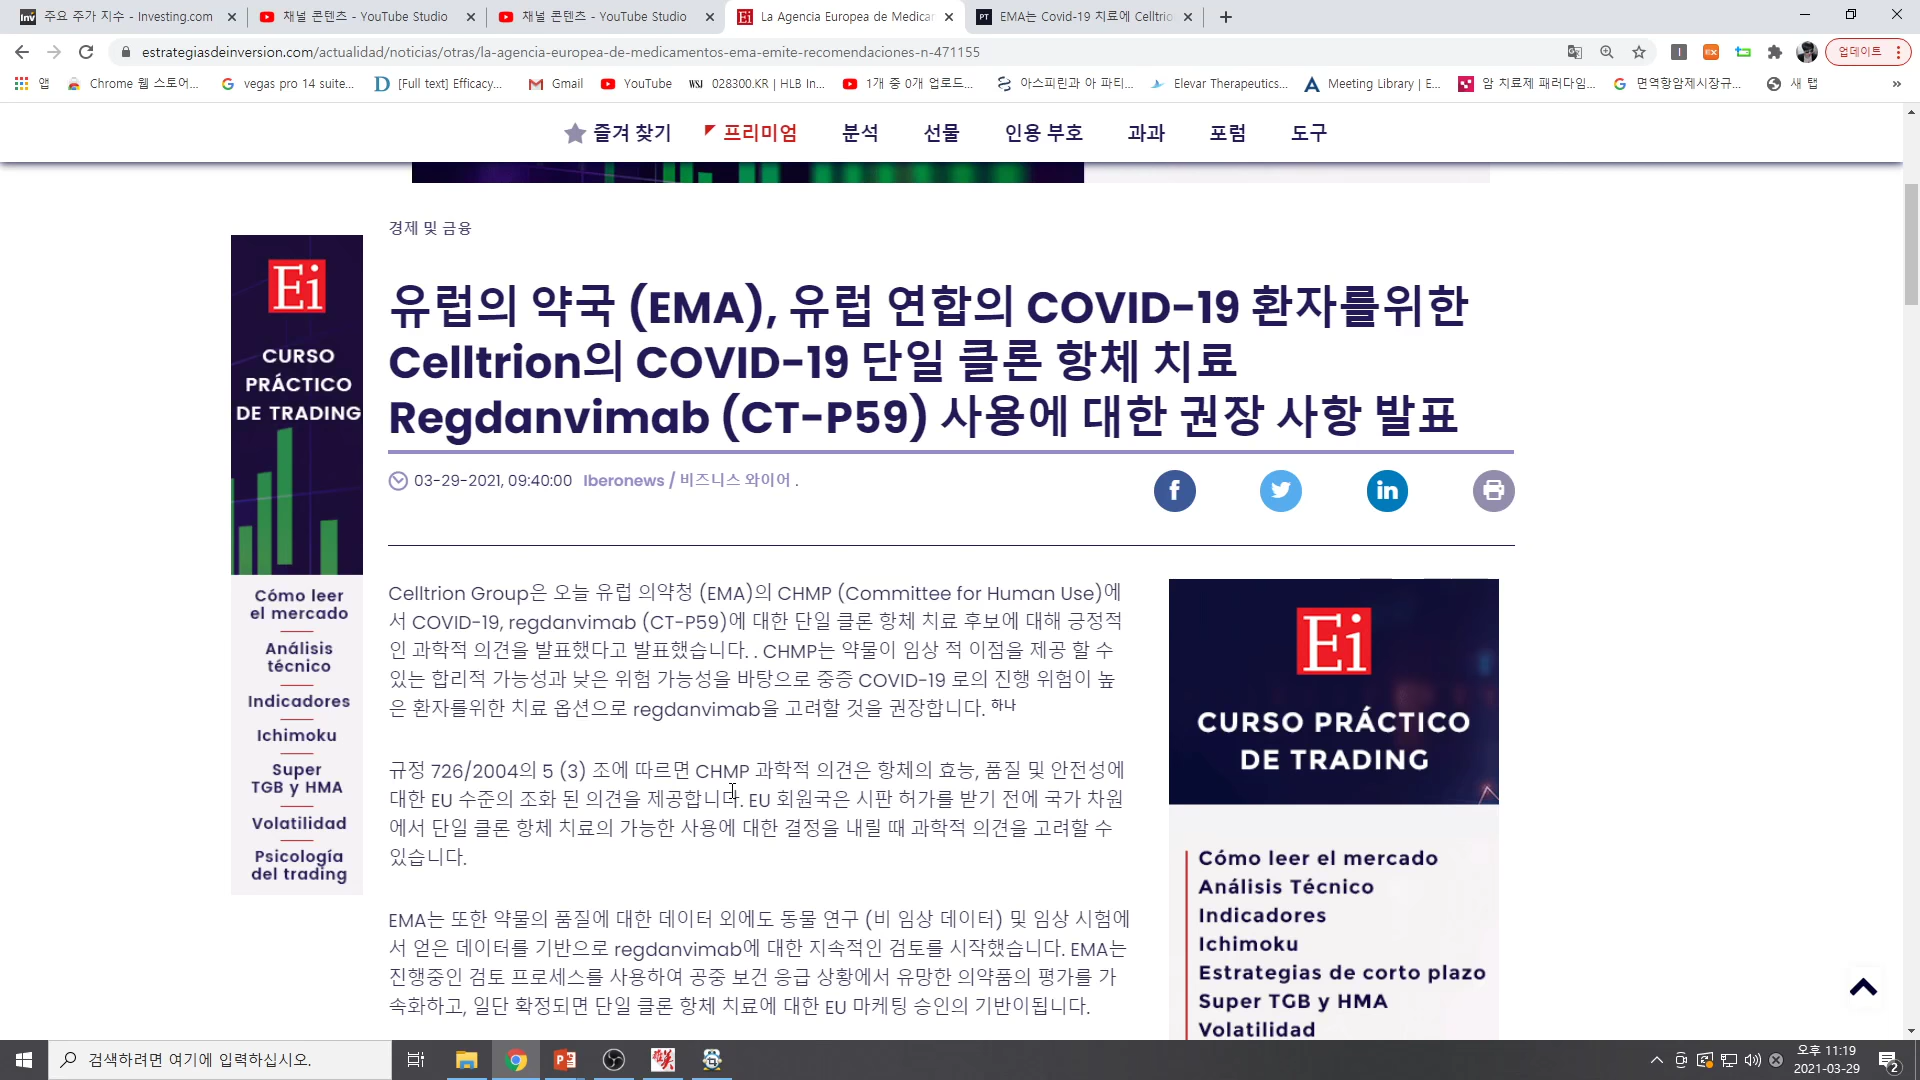 주요 주가 지수 - Investing.com
채널 콘텐츠 - YouTube Studio
채널 콘텐츠 - YouTube Studio
La Agencia Europea de Medicar
EMA는 Covid-19 치료에 Celltrio
estrategiasdeinversion.com/actualidad/noticias/otras/la-agencia-europea-de-medicamentos-ema-emite-recomendaciones-n-471155
업데이트
앱
Chrome 웹 스토어...
vegas pro 14 suite...
[Full text] Efficacy...
Gmail
YouTube
028300.KR | HLB In...
1개 중 0개 업로드...
아스피린과 아 파티...
Elevar Therapeutics...
Meeting Library | E...
암 치료제 패러다임...
면역항암제시장규...
새 탭
즐겨 찾기
프리미엄
분석
선물
인용 부호
과과
포럼
도구
경제 및 금융
유럽의 약국 (EMA), 유럽 연합의 COVID-19 환자를위한
Celltrion의 COVID-19 단일 클론 항체 치료
Regdanvimab (CT-P59) 사용에 대한 권장 사항 발표
03-29-2021, 09:40:00 Iberonews / 비즈니스 와이어 .
Celltrion Group은 오늘 유럽 의약청 (EMA)의 CHMP (Committee for Human Use)에
서 COVID-19, regdanvimab (CT-P59)에 대한 단일 클론 항체 치료 후보에 대해 긍정적
인 과학적 의견을 발표했다고 발표했습니다. . CHMP는 약물이 임상 적 이점을 제공 할 수
있는 합리적 가능성과 낮은 위험 가능성을 바탕으로 중증 COVID-19 로의 진행 위험이 높
은 환자를위한 치료 옵션으로 regdanvimab을 고려할 것을 권장합니다. 하나
규정 726/2004의 5 (3) 조에 따르면 CHMP 과학적 의견은 항체의 효능, 품질 및 안전성에
대한 EU 수준의 조화 된 의견을 제공합니다. EU 회원국은 시판 허가를 받기 전에 국가 차원
에서 단일 클론 항체 치료의 가능한 사용에 대한 결정을 내릴 때 과학적 의견을 고려할 수
있습니다.
EMA는 또한 약물의 품질에 대한 데이터 외에도 동물 연구 (비 임상 데이터) 및 임상 시험에
서 얻은 데이터를 기반으로 regdanvimab에 대한 지속적인 검토를 시작했습니다. EMA는
진행중인 검토 프로세스를 사용하여 공중 보건 응급 상황에서 유망한 의약품의 평가를 가
속화하고, 일단 확정되면 단일 클론 항체 치료에 대한 EU 마케팅 승인의 기반이됩니다.
Ei
CURSO
PRÁCTICO
DE TRADING
Cómo leer
el mercado
Análisis
técnico
Indicadores
Ichimoku
Super
TGB y HMA
Volatilidad
Psicología
del trading
Ei
CURSO PRÁCTICO
DE TRADING
Cómo leer el mercado
Análisis Técnico
Indicadores
Ichimoku
Estrategias de corto plazo
Super TGB y HMA
Volatilidad
검색하려면 여기에 입력하십시오.
오후 11:19
2021-03-29
2